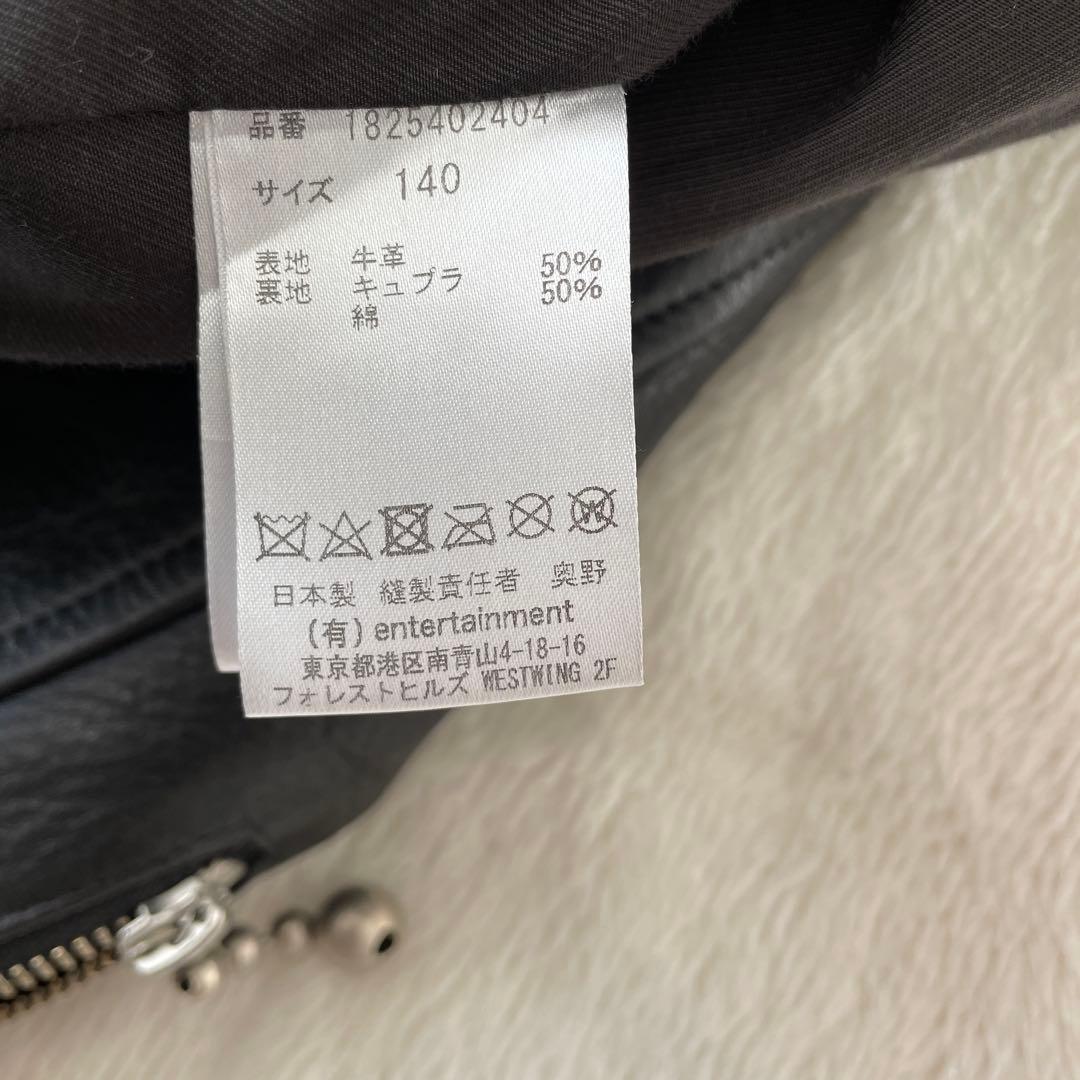 品番 1825402404
サイズ 140
表地 牛革 50%
裏地 キュプラ 50%
綿
日本製 縫製責任者 奥野
(有) entertainment
東京都港区南青山4-18-16
フォレストヒルズ WESTWING 2F